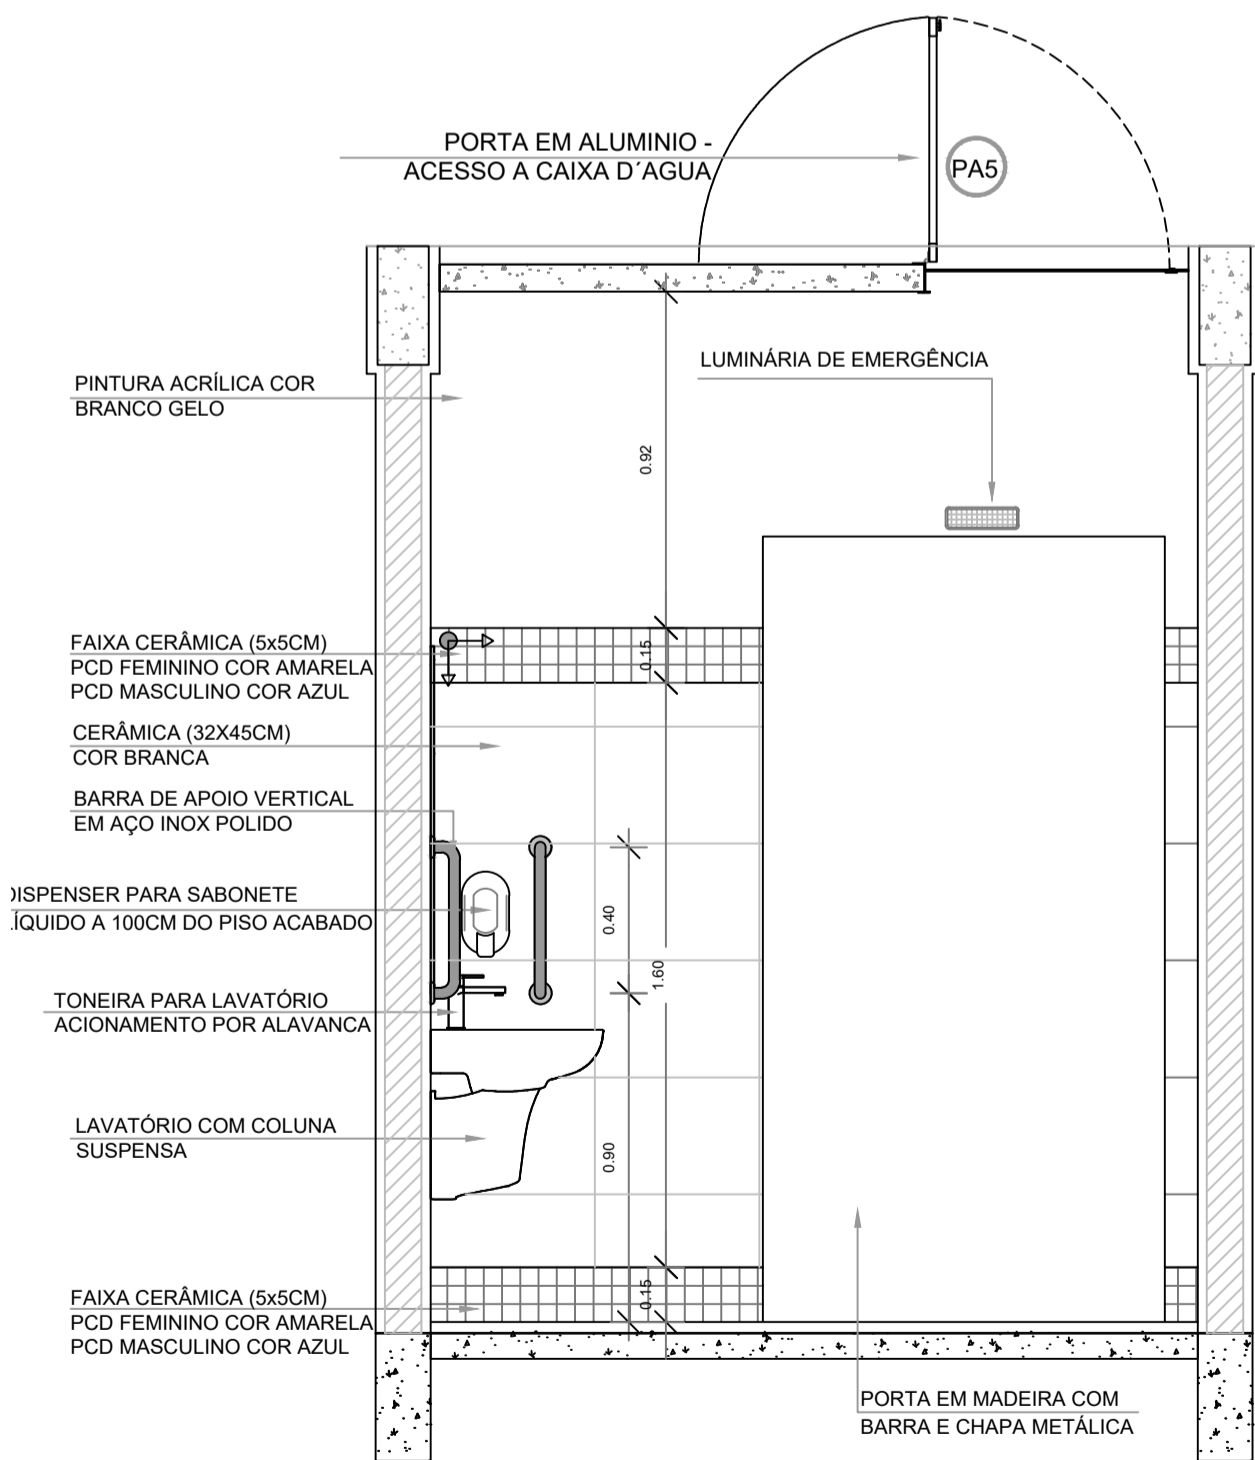 PORTA EM ALUMINIO -
ACESSO A CAIXA D´AGUA
PA5
LUMINÁRIA DE EMERGÊNCIA
PINTURA ACRÍLICA COR
BRANCO GELO
0.92
FAIXA CERÂMICA (5x5CM)
PCD FEMININO COR AMARELA
PCD MASCULINO COR AZUL
0.15
CERÂMICA (32X45CM)
COR BRANCA
BARRA DE APOIO VERTICAL
EM AÇO INOX POLIDO
DISPENSER PARA SABONETE
LÍQUIDO A 100CM DO PISO ACABADO
0.40
1.60
TONEIRA PARA LAVATÓRIO
ACIONAMENTO POR ALAVANCA
LAVATÓRIO COM COLUNA
SUSPENSA
0.90
FAIXA CERÂMICA (5x5CM)
PCD FEMININO COR AMARELA
PCD MASCULINO COR AZUL
0.15
PORTA EM MADEIRA COM
BARRA E CHAPA METÁLICA